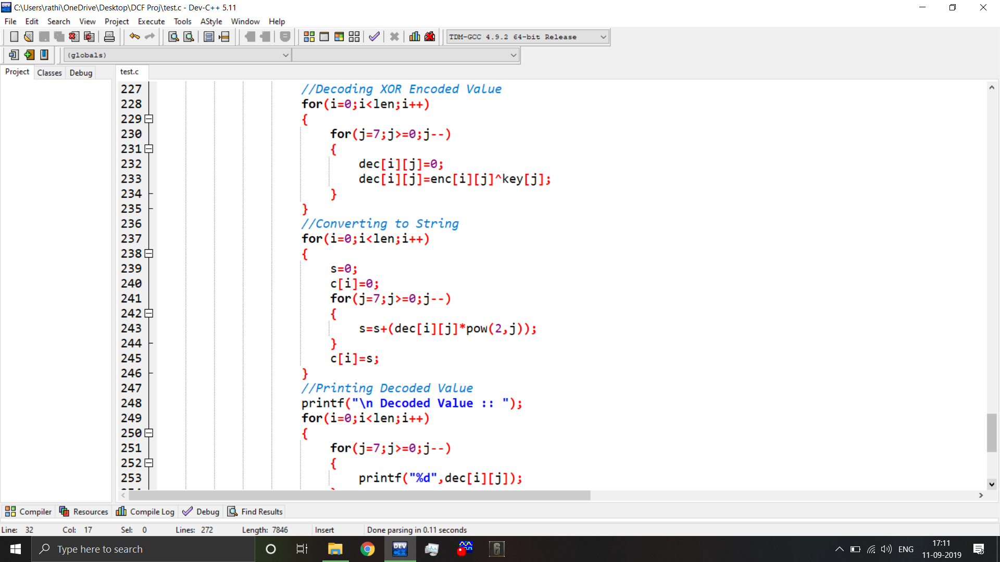 C:\Users\rathi\OneDrive\Desktop\DCF Proj\test.c - Dev-C++ 5.11
File Edit Search View Project Execute Tools AStyle Window Help
TDM-GCC 4.9.2 64-bit Release
(globals)
Project Classes Debug test.c
227 //Decoding XOR Encoded Value
228 for(i=0;i<len;i++)
229 {
230 for(j=7;j>=0;j--)
231 {
232 dec[i][j]=0;
233 dec[i][j]=enc[i][j]^key[j];
234 }
235 }
236 //Converting to String
237 for(i=0;i<len;i++)
238 {
239 s=0;
240 c[i]=0;
241 for(j=7;j>=0;j--)
242 {
243 s=s+(dec[i][j]*pow(2,j));
244 }
245 c[i]=s;
246 }
247 //Printing Decoded Value
248 printf("\n Decoded Value :: ");
249 for(i=0;i<len;i++)
250 {
251 for(j=7;j>=0;j--)
252 {
253 printf("%d",dec[i][j]);
Compiler Resources Compile Log Debug Find Results
Line: 32 Col: 17 Sel: 0 Lines: 272 Length: 7846 Insert Done parsing in 0.11 seconds
Type here to search
DEV C++
ENG
17:11
11-09-2019